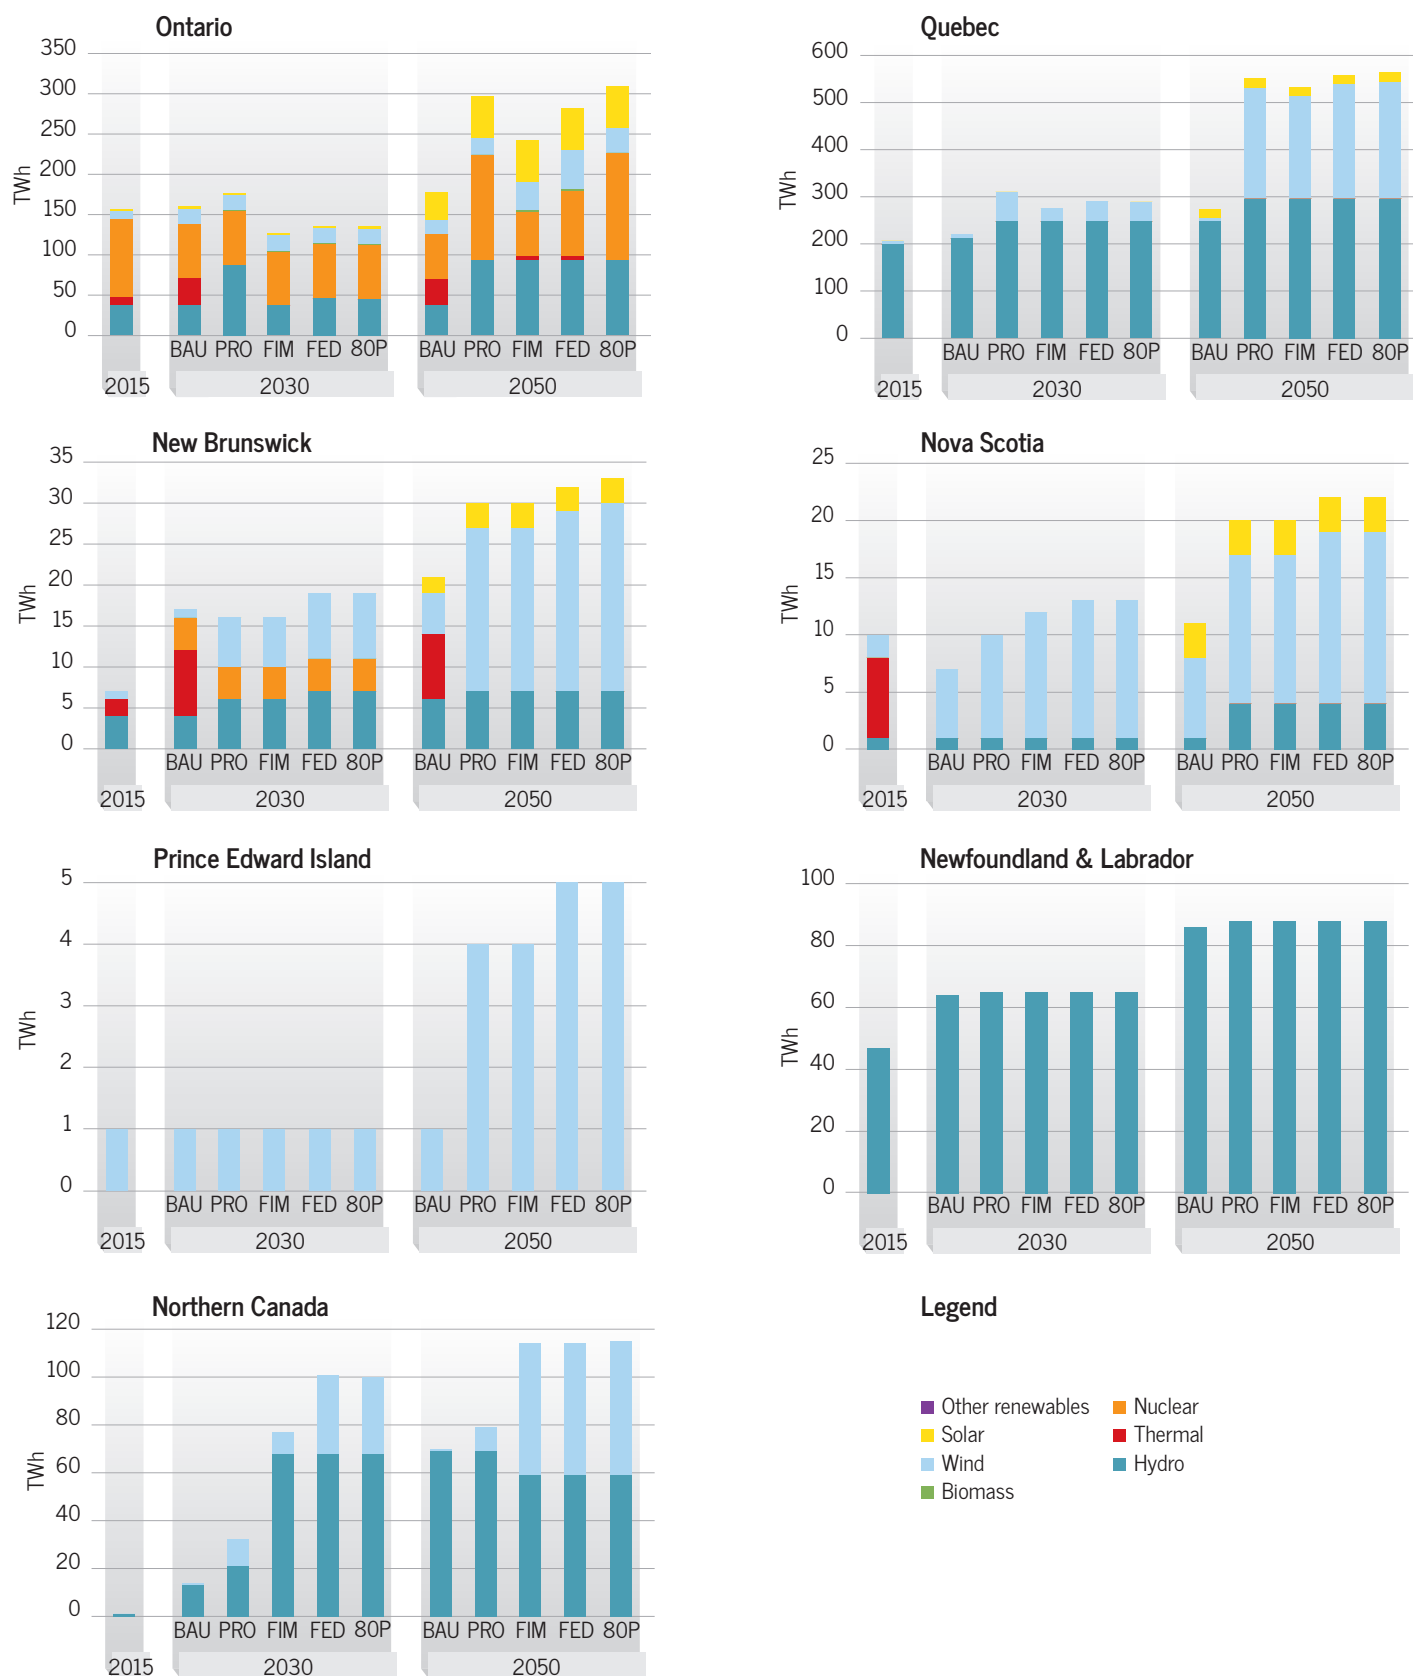 Ontario
350
300
250
200
150
100
50
0
TWh
BAU PRO FIM FED 80P BAU PRO FIM FED 80P
2015 2030 2050
Quebec
600
500
400
300
200
100
0
TWh
BAU PRO FIM FED 80P BAU PRO FIM FED 80P
2015 2030 2050
New Brunswick
35
30
25
20
15
10
5
0
TWh
BAU PRO FIM FED 80P BAU PRO FIM FED 80P
2015 2030 2050
Nova Scotia
25
20
15
10
5
0
TWh
BAU PRO FIM FED 80P BAU PRO FIM FED 80P
2015 2030 2050
Prince Edward Island
5
4
3
2
1
0
TWh
BAU PRO FIM FED 80P BAU PRO FIM FED 80P
2015 2030 2050
Newfoundland & Labrador
100
80
60
40
20
0
TWh
BAU PRO FIM FED 80P BAU PRO FIM FED 80P
2015 2030 2050
Northern Canada
120
100
80
60
40
20
0
TWh
BAU PRO FIM FED 80P BAU PRO FIM FED 80P
2015 2030 2050
Legend
Other renewables
Solar
Wind
Biomass
Nuclear
Thermal
Hydro